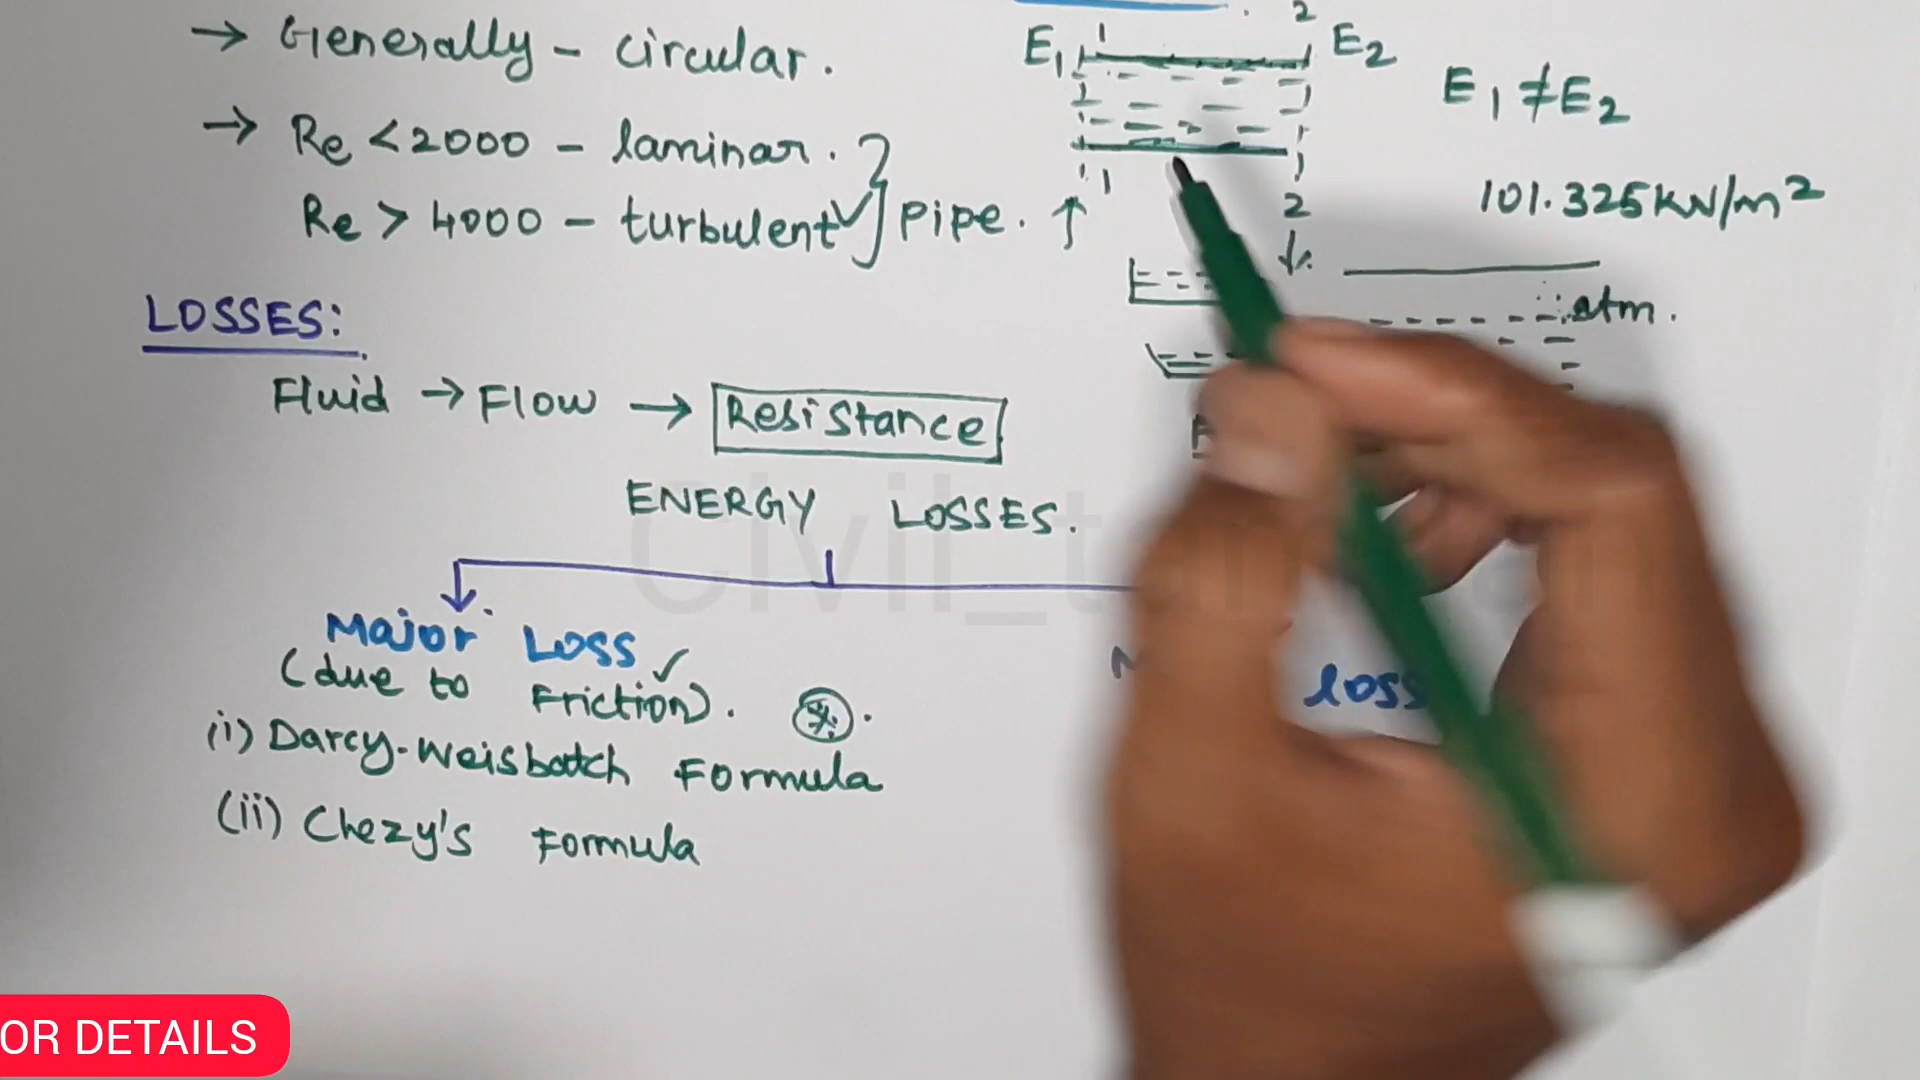 → Generally - circular.
→ Re < 2000 - laminar.
Re > 4000 - turbulent✓ } Pipe. ↑
E1 1 2 E2
E1 ≠ E2
1 2
101.325 kN/m2
atm.
LOSSES:
Fluid → Flow → Resistance
ENERGY LOSSES.
Major Loss
(due to Friction). ✓
loss
(i) Darcy-Weisbatch Formula
(ii) Chezy's Formula
OR DETAILS